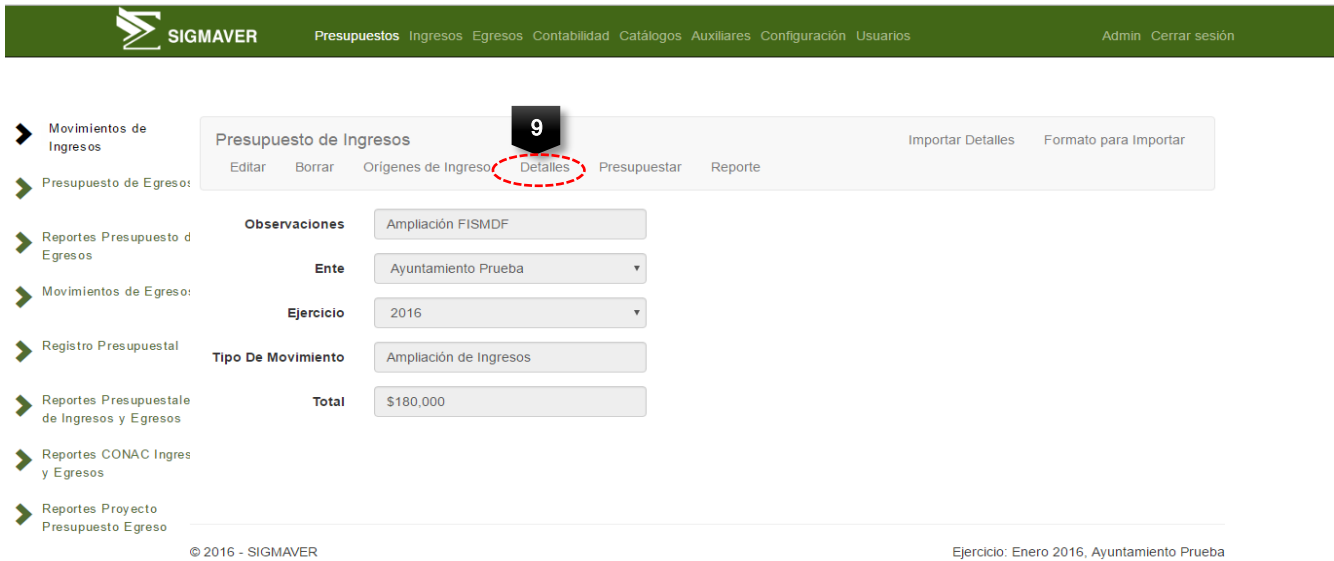 SIGMAVER
Presupuestos Ingresos Egresos Contabilidad Catálogos Auxiliares Configuración Usuarios
Admin Cerrar sesión
Movimientos de
Ingresos
Presupuesto de Egresos
Reportes Presupuesto d
Egresos
Movimientos de Egresos
Registro Presupuestal
Reportes Presupuestale
de Ingresos y Egresos
Reportes CONAC Ingres
y Egresos
Reportes Proyecto
Presupuesto Egreso
Presupuesto de Ingresos
9
Importar Detalles Formato para Importar
Editar Borrar Orígenes de Ingreso Detalles Presupuestar Reporte
Observaciones Ampliación FISMDF
Ente Ayuntamiento Prueba
Ejercicio 2016
Tipo De Movimiento Ampliación de Ingresos
Total $180,000
© 2016 - SIGMAVER
Ejercicio: Enero 2016, Ayuntamiento Prueba